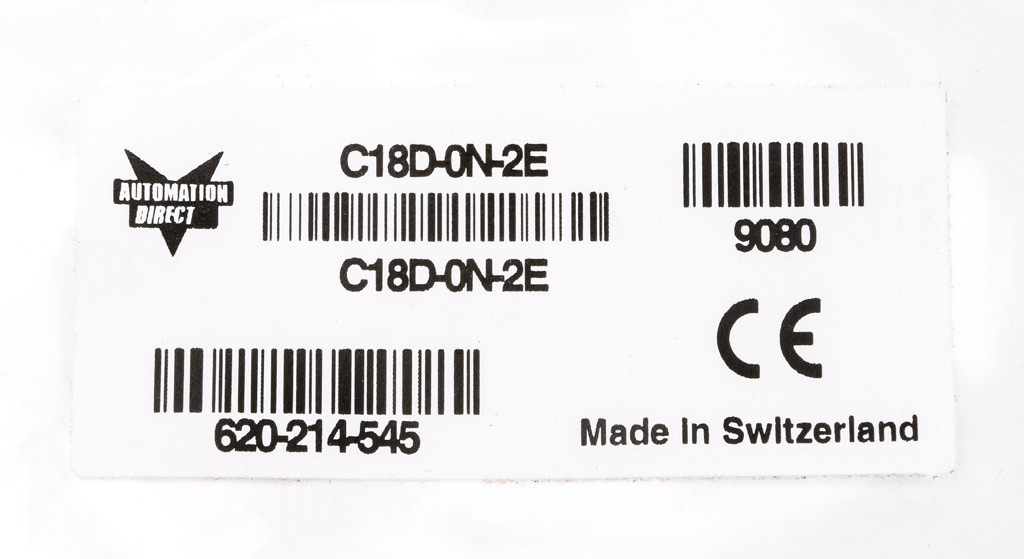 AUTOMATION
DIRECT
C18D-0N-2E
C18D-0N-2E
9080
CE
620-214-545
Made In Switzerland